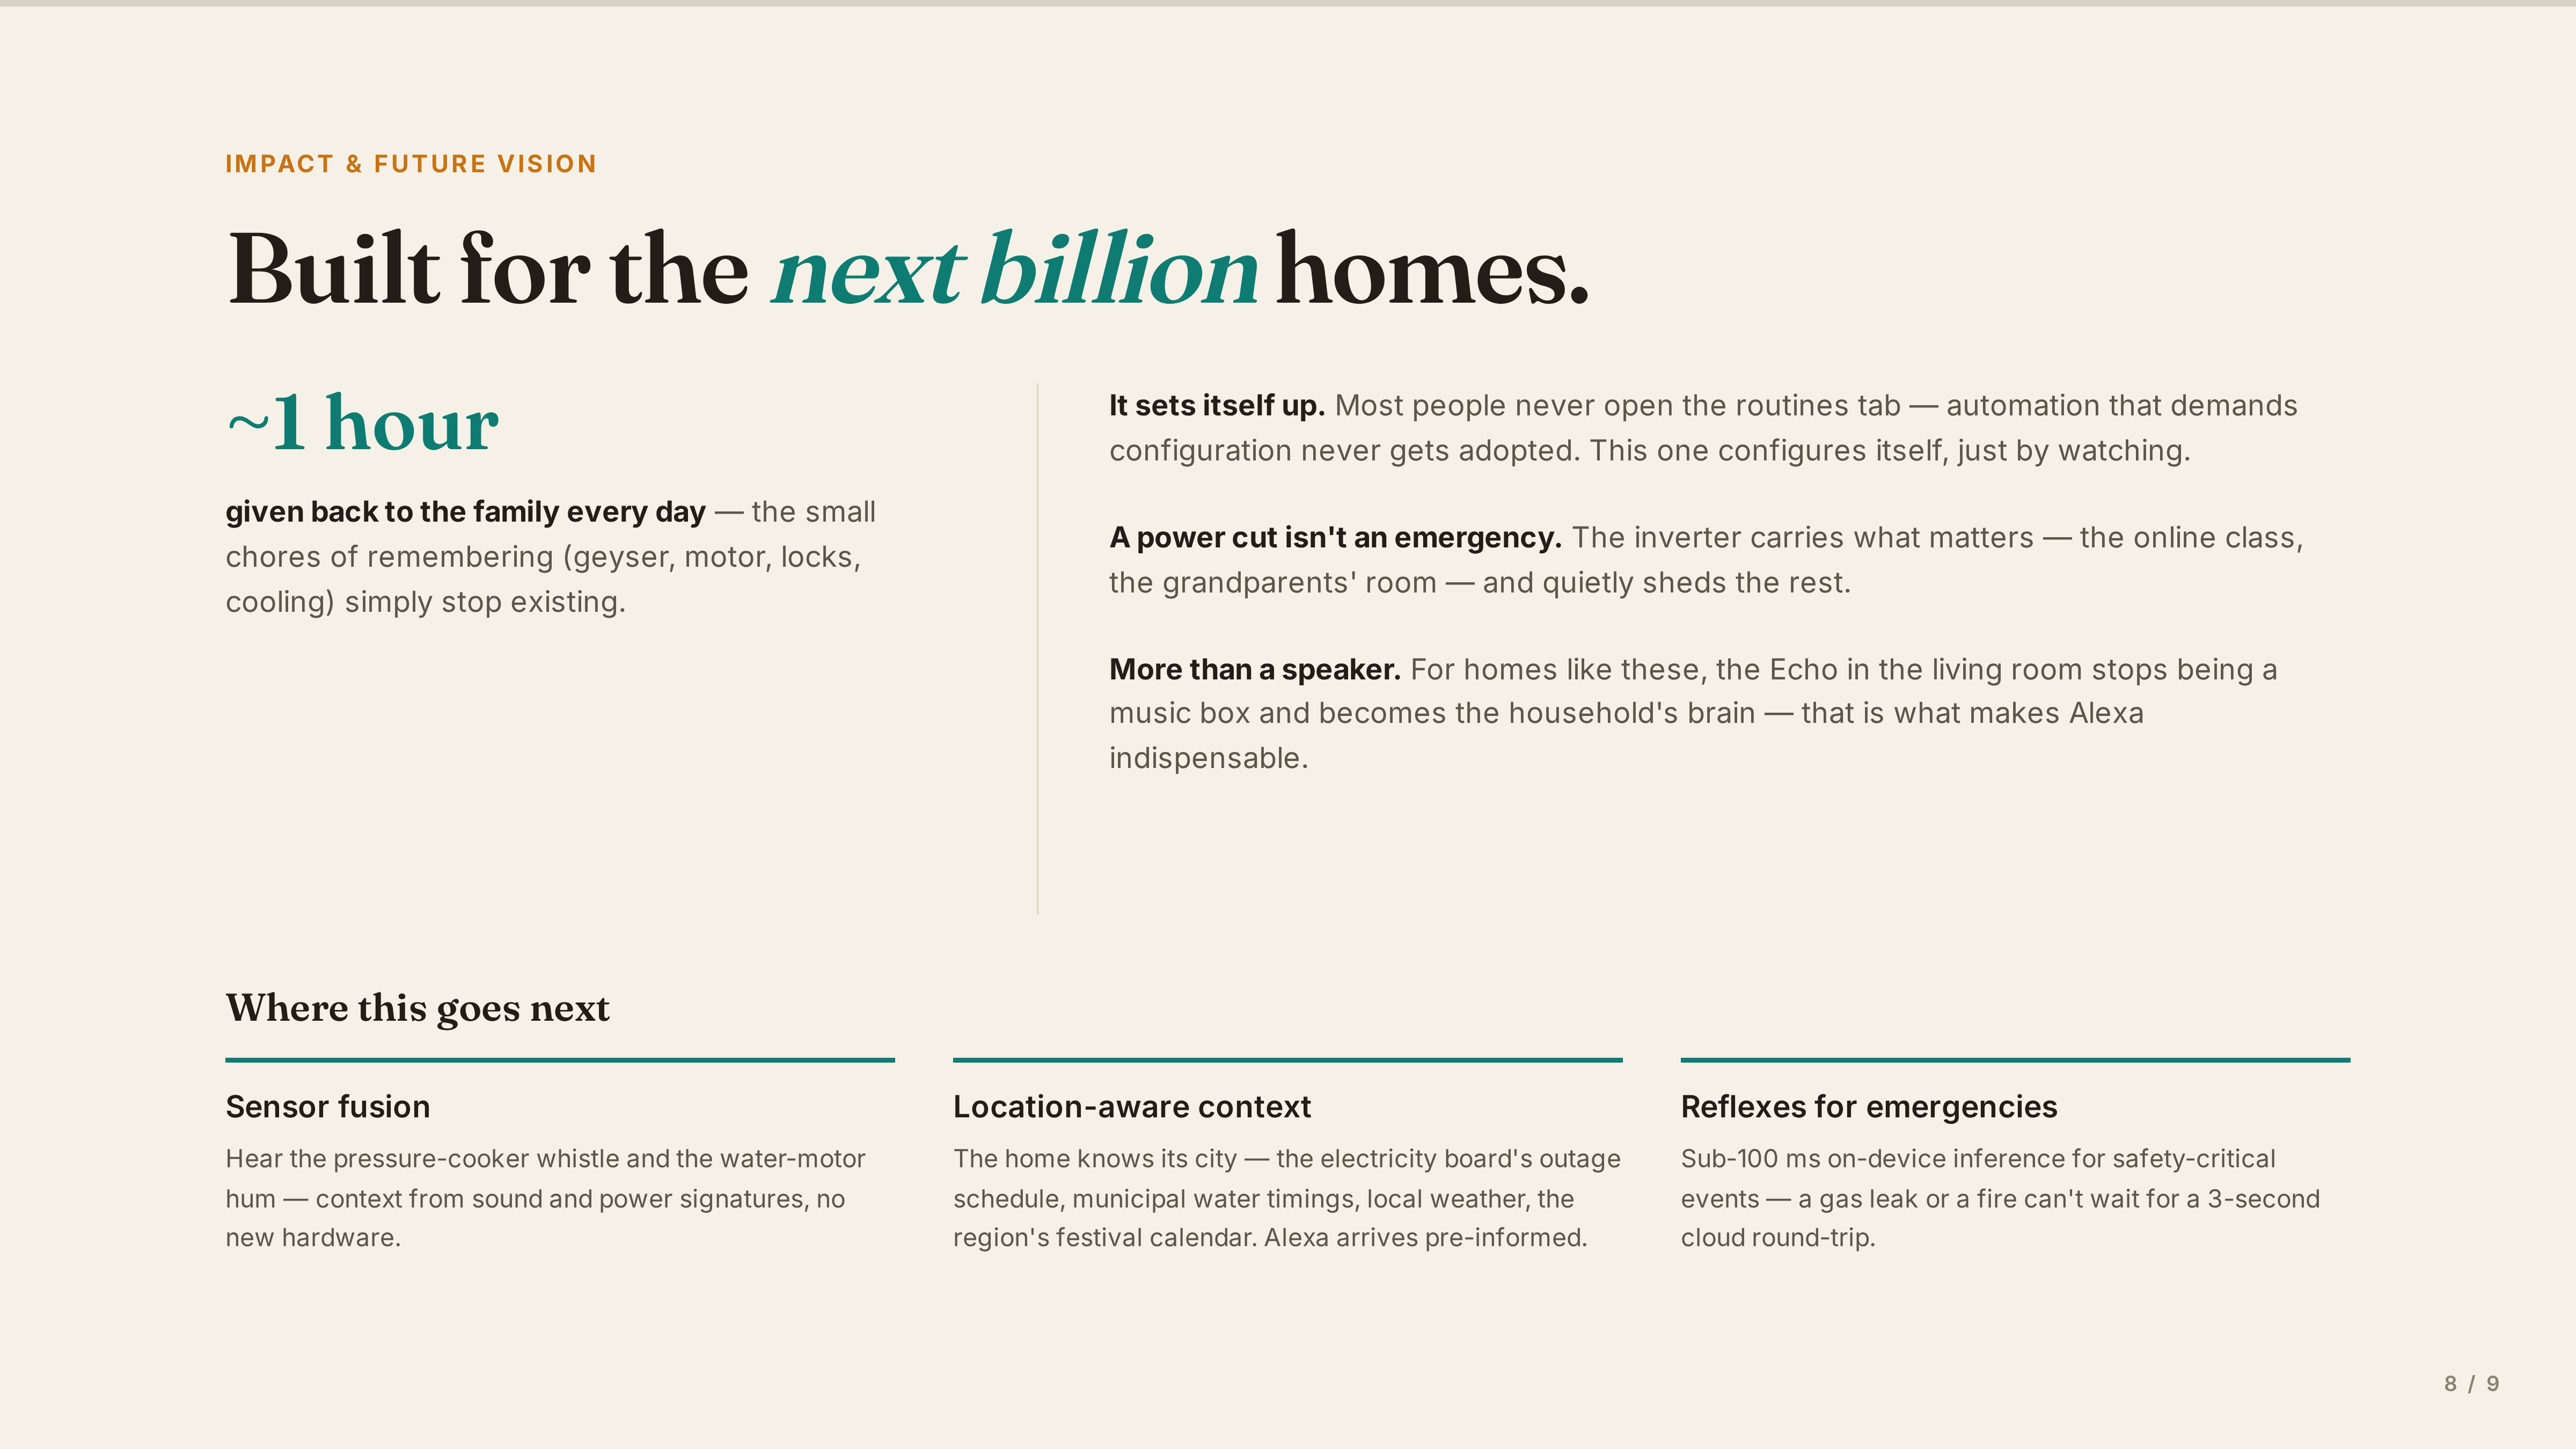 IMPACT & FUTURE VISION
Built for the next billion homes.
~1 hour
given back to the family every day — the small
chores of remembering (geyser, motor, locks,
cooling) simply stop existing.
It sets itself up. Most people never open the routines tab — automation that demands
configuration never gets adopted. This one configures itself, just by watching.
A power cut isn't an emergency. The inverter carries what matters — the online class,
the grandparents' room — and quietly sheds the rest.
More than a speaker. For homes like these, the Echo in the living room stops being a
music box and becomes the household's brain — that is what makes Alexa
indispensable.
Where this goes next
Sensor fusion
Hear the pressure-cooker whistle and the water-motor
hum — context from sound and power signatures, no
new hardware.
Location-aware context
The home knows its city — the electricity board's outage
schedule, municipal water timings, local weather, the
region's festival calendar. Alexa arrives pre-informed.
Reflexes for emergencies
Sub-100 ms on-device inference for safety-critical
events — a gas leak or a fire can't wait for a 3-second
cloud round-trip.
8 / 9